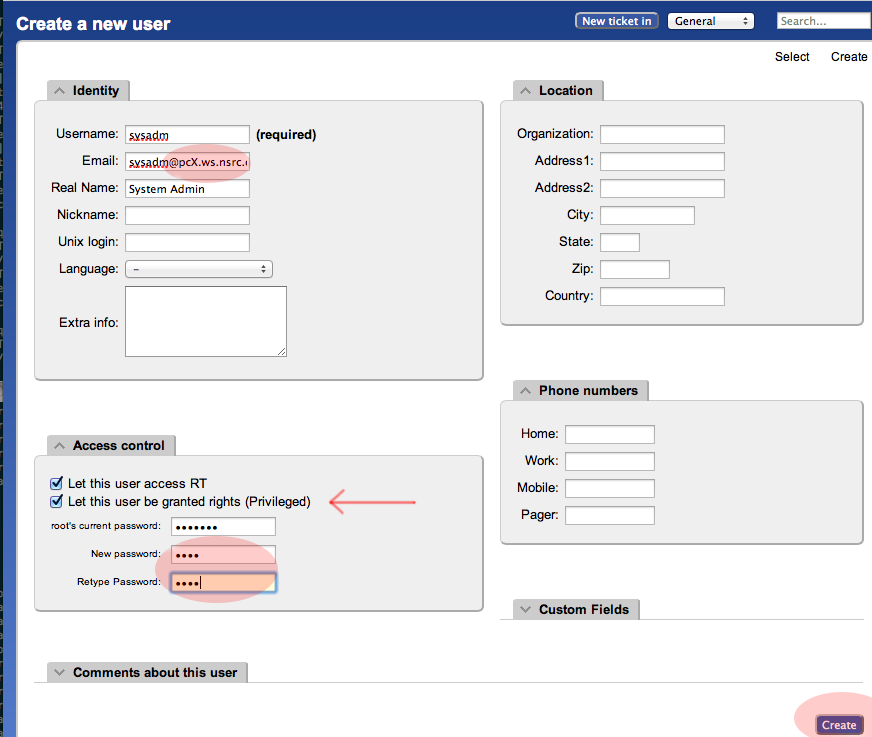 Create a new user
New ticket in
General
Search...
Select
Create
Identity
Username:
sysadm
(required)
Email:
sysadm@pcX.ws.nsrc.
Real Name:
System Admin
Nickname:
Unix login:
Language:
–
Extra info:
Access control
Let this user access RT
Let this user be granted rights (Privileged)
root's current password:
•••••••
New password:
••••
Retype Password:
••••
Comments about this user
Location
Organization:
Address1:
Address2:
City:
State:
Zip:
Country:
Phone numbers
Home:
Work:
Mobile:
Pager:
Custom Fields
Create